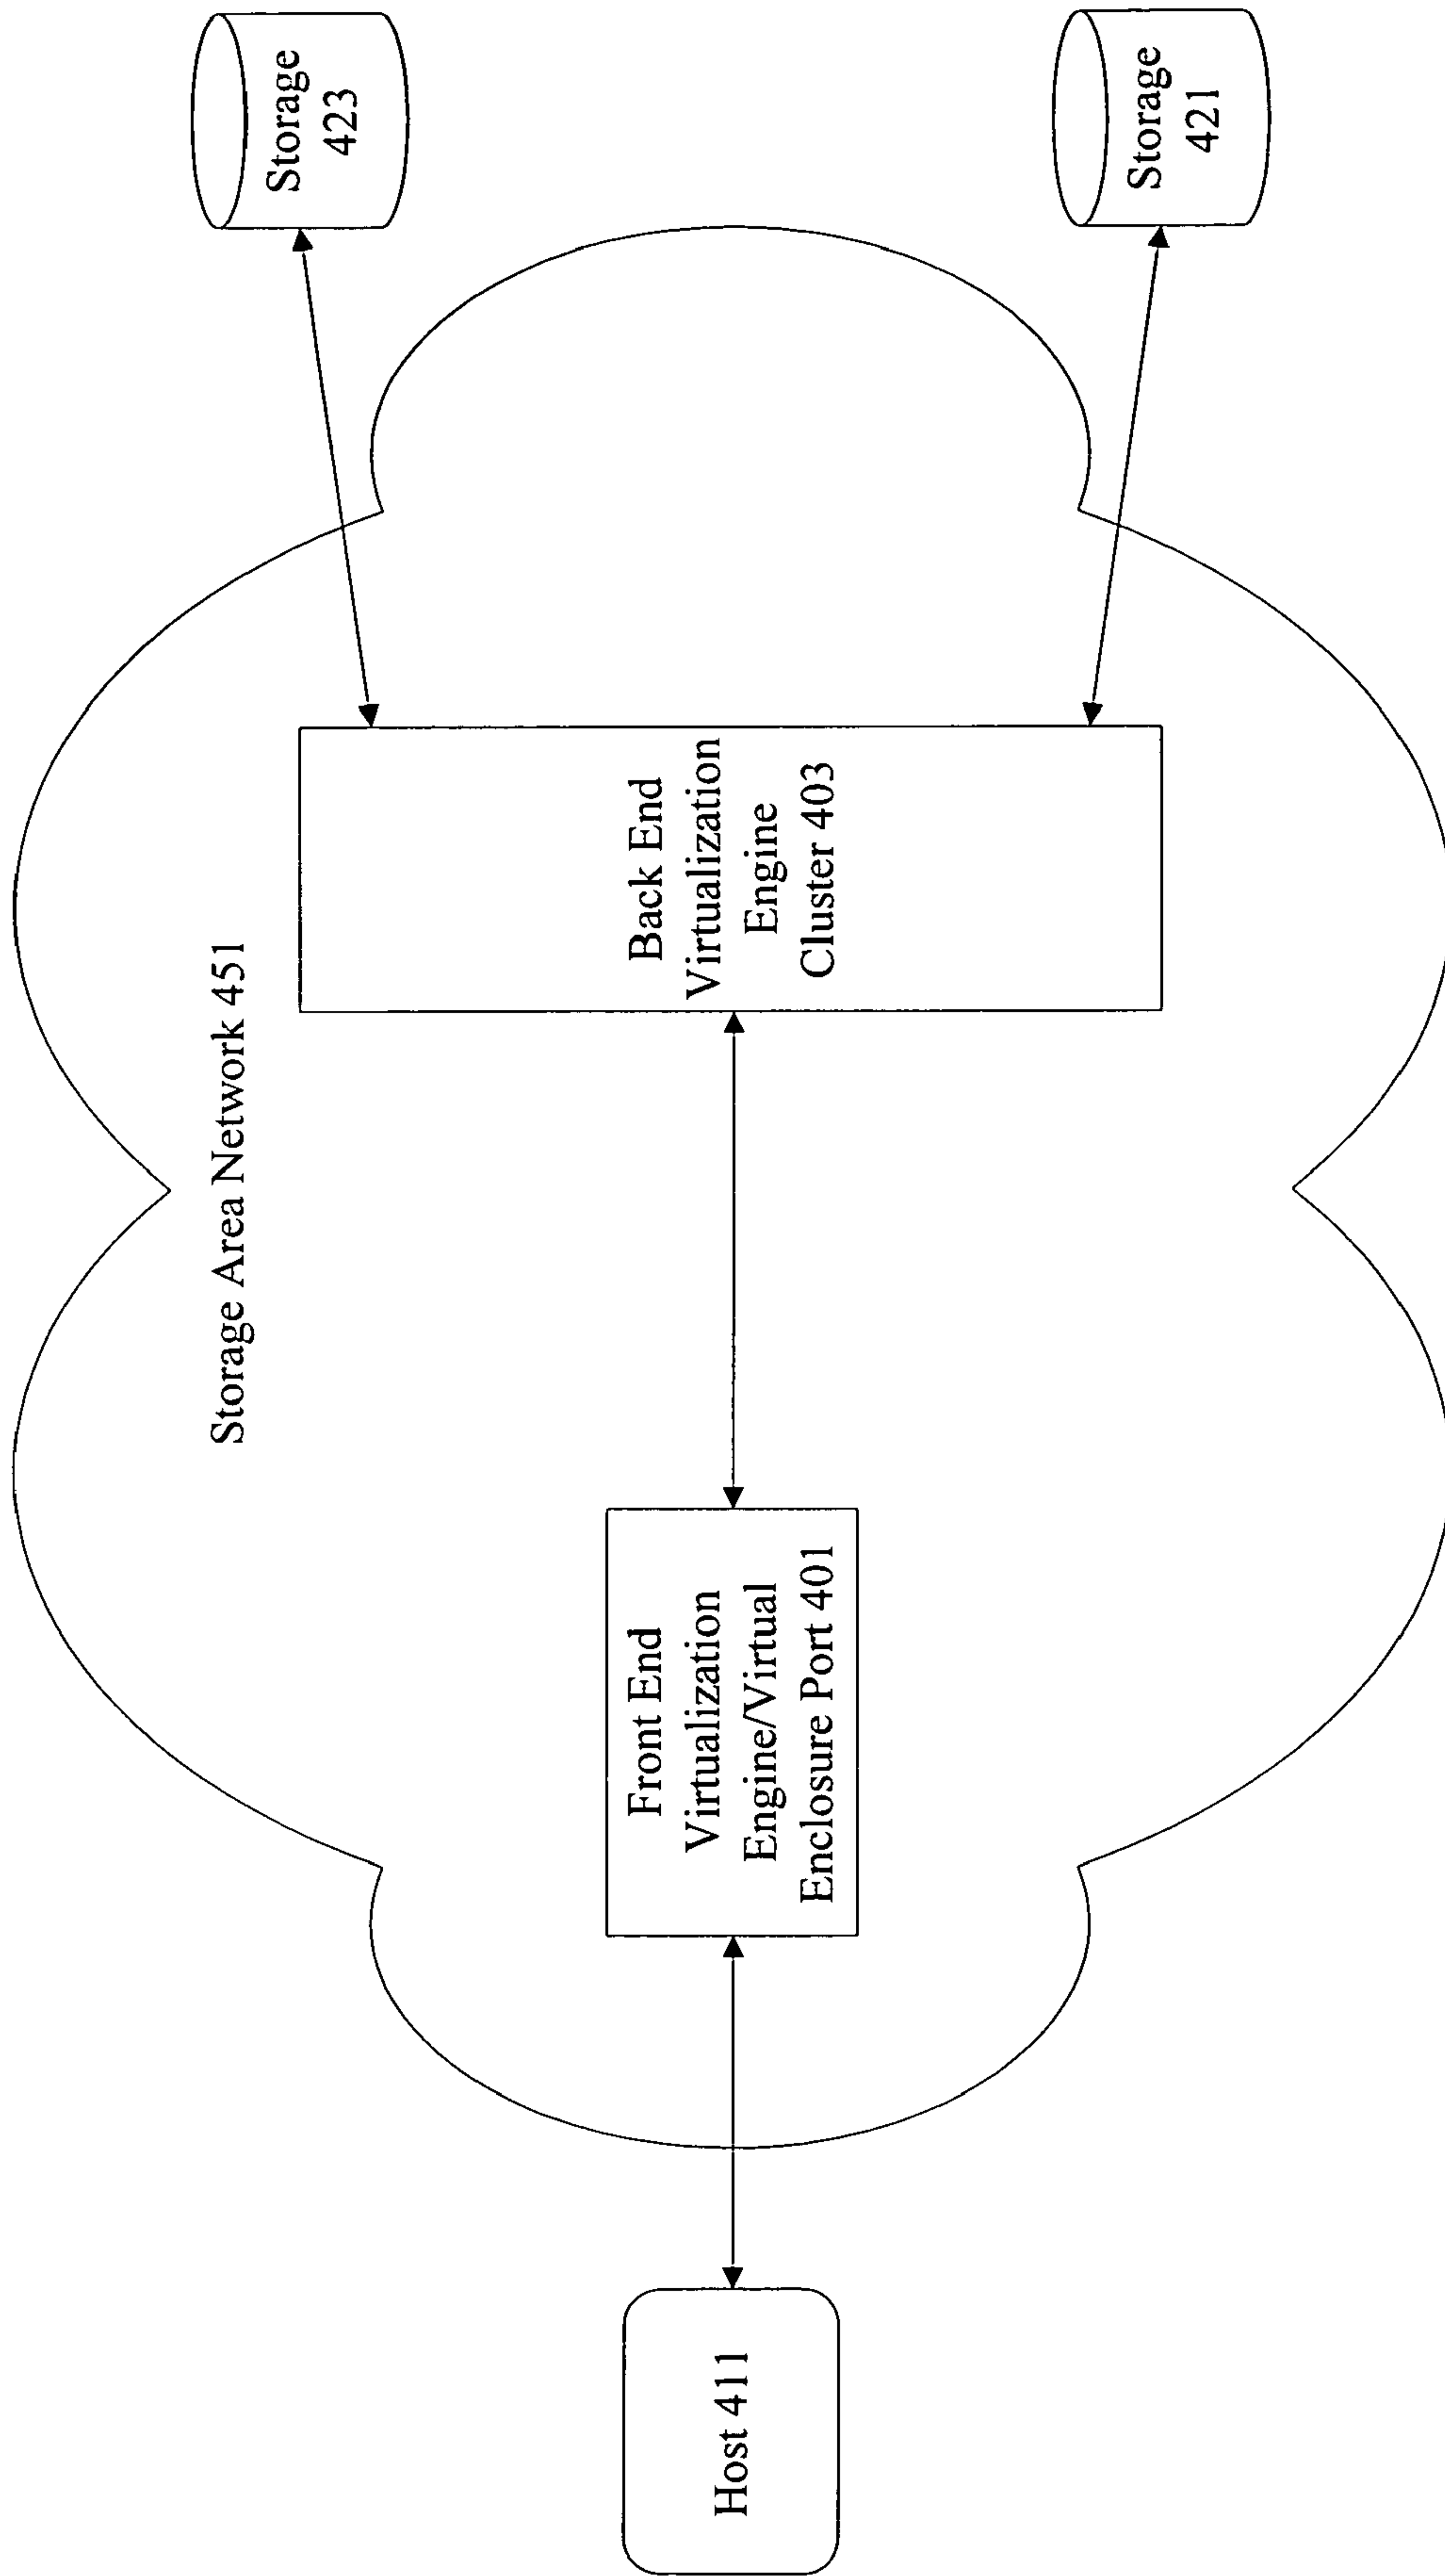 Storage Area Network 451
Host 411
Front End
Virtualization
Engine/Virtual
Enclosure Port 401
Back End
Virtualization
Engine
Cluster 403
Storage
423
Storage
421